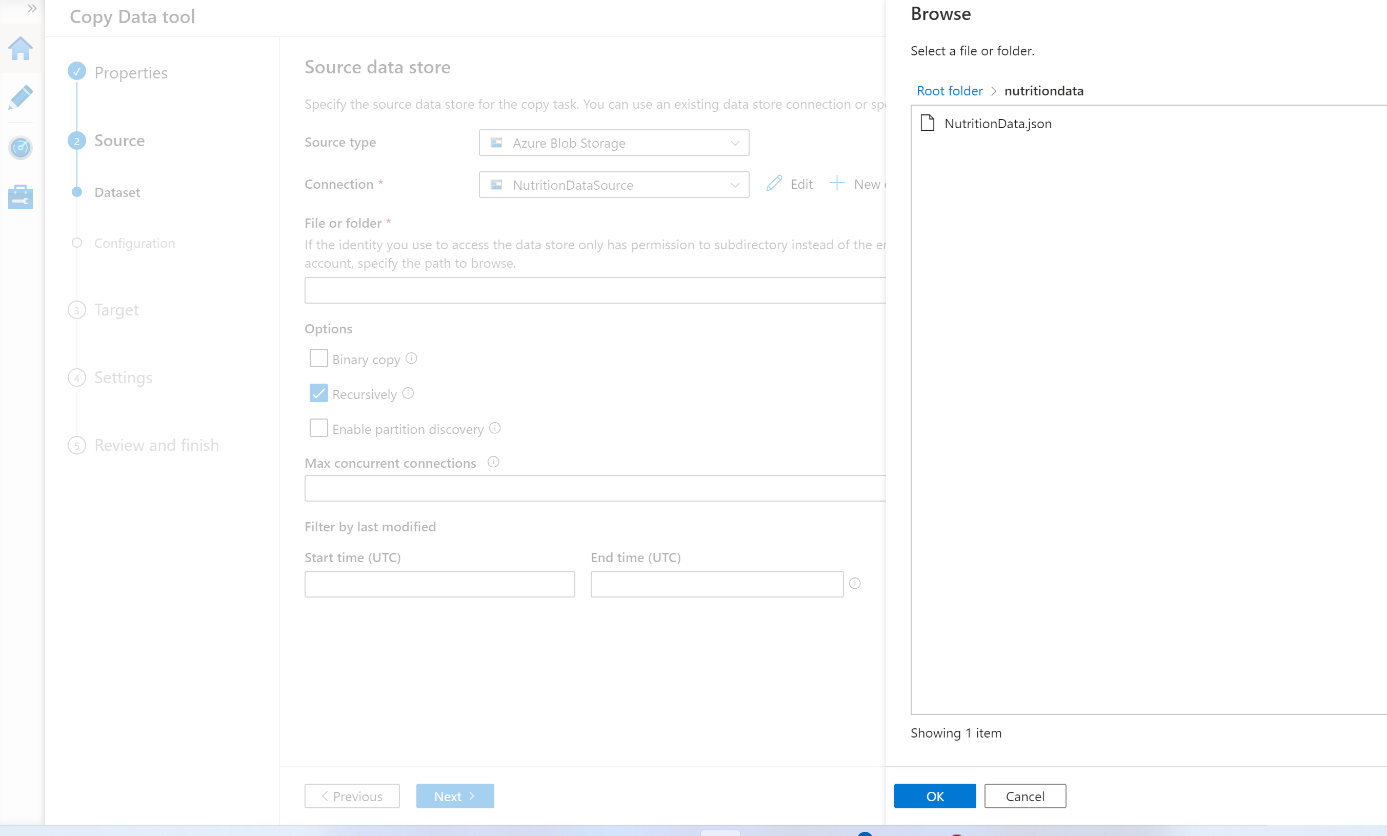 Copy Data tool
Properties
2 Source
Dataset
Configuration
3 Target
4 Settings
5 Review and finish
Source data store
Specify the source data store for the copy task. You can use an existing data store connection or
Source type
Azure Blob Storage
Connection *
NutritionDataSource
Edit
New
File or folder *
If the identity you use to access the data store only has permission to subdirectory instead of the
account, specify the path to browse.
Options
Binary copy
Recursively
Enable partition discovery
Max concurrent connections
Filter by last modified
Start time (UTC)
End time (UTC)
< Previous
Next >
Browse
Select a file or folder.
Root folder > nutritiondata
NutritionData.json
Showing 1 item
OK
Cancel